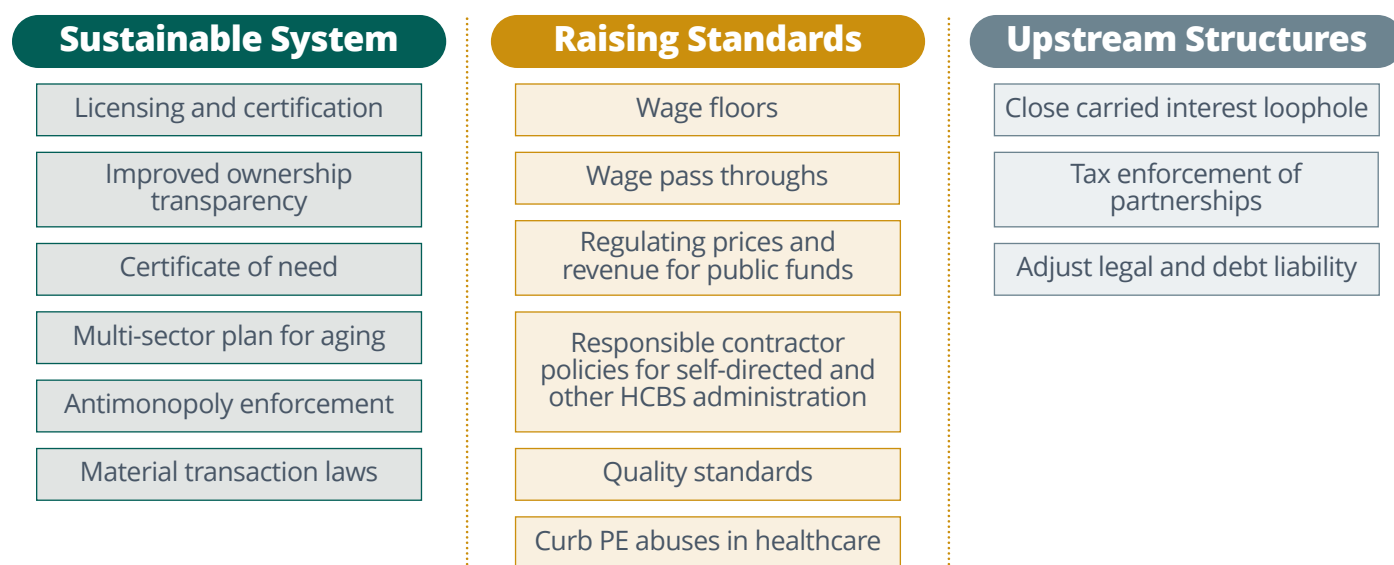 Sustainable System
Licensing and certification
Improved ownership
transparency
Certificate of need
Multi-sector plan for aging
Antimonopoly enforcement
Material transaction laws
Raising Standards
Wage floors
Wage pass throughs
Regulating prices and
revenue for public funds
Responsible contractor
policies for self-directed and
other HCBS administration
Quality standards
Curb PE abuses in healthcare
Upstream Structures
Close carried interest loophole
Tax enforcement of
partnerships
Adjust legal and debt liability